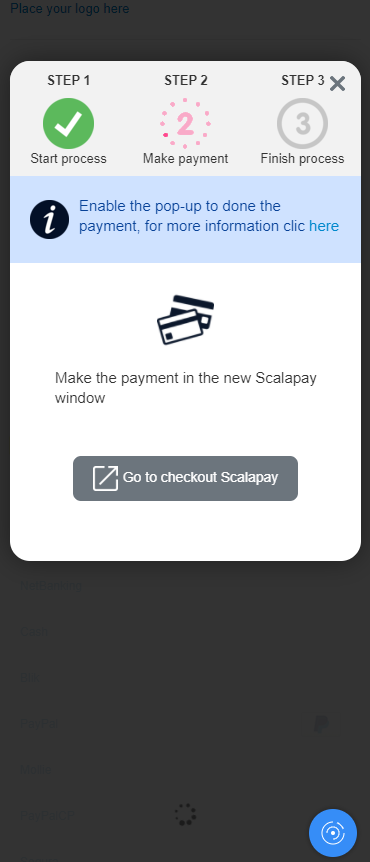 Place your logo here
STEP 1
STEP 2
STEP 3
2
3
Start process
Make payment
Finish process
i
Enable the pop-up to done the
payment, for more information clic here
Make the payment in the new Scalapay
window
Go to checkout Scalapay